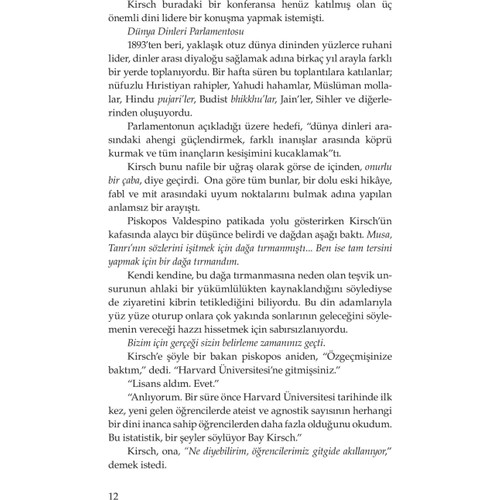 Kirsch buradaki bir konferansa henüz katılmış olan üç
önemli dini lidere bir konuşma yapmak istemişti.
Dünya Dinleri Parlamentosu
1893'ten beri, yaklaşık otuz dünya dininden yüzlerce ruhani
lider, dinler arası diyaloğu sağlamak adına birkaç yıl arayla farklı
bir yerde toplanıyordu. Bir hafta süren bu toplantılara katılanlar;
nüfuzlu Hıristiyan rahipler, Yahudi hahamlar, Müslüman molla-
lar, Hindu pujari'ler, Budist bhikkhu'lar, Jain'ler, Sihler ve diğerle-
rinden oluşuyordu.
Parlamentonun açıkladığı üzere hedefi, “dünya dinleri ara-
sındaki ahengi güçlendirmek, farklı inanışlar arasında köprü
kurmak ve tüm inançların kesişimini kucaklamak”tı.
Kirsch bunu nafile bir uğraş olarak görse de içinden, onurlu
bir çaba, diye geçirdi. Ona göre tüm bunlar, bir dolu eski hikâye,
fabl ve mit arasındaki uyum noktalarını bulmak adına yapılan
anlamsız bir arayıştı.
Piskopos Valdespino patikada yolu gösterirken Kirsch'ün
kafasında alaycı bir düşünce belirdi ve dağdan aşağı baktı. Musa,
Tanrı'nın sözlerini işitmek için dağa tırmanmıştı... Ben ise tam tersini
yapmak için bir dağa tırmandım.
Kendi kendine, bu dağa tırmanmasına neden olan teşvik un-
surunun ahlaki bir yükümlülükten kaynaklandığını söylediyse
de ziyaretini kibrin tetiklediğini biliyordu. Bu din adamlarıyla
yüz yüze oturup onlara çok yakında sonlarının geleceğini söyle-
menin vereceği hazzı hissetmek için sabırsızlanıyordu.
Bizim için gerçeği sizin belirleme zamanınız geçti.
Kirsch'e şöyle bir bakan piskopos aniden, “Özgeçmişinize
baktım,” dedi. “Harvard Üniversitesi'ne gitmişsiniz.”
“Lisans aldım. Evet.”
“Anlıyorum. Bir süre önce Harvard Üniversitesi tarihinde ilk
kez, yeni gelen öğrencilerde ateist ve agnostik sayısının herhangi
bir dini inanca sahip öğrencilerden daha fazla olduğunu okudum.
Bu istatistik, bir şeyler söylüyor Bay Kirsch.”
Kirsch, ona, “Ne diyebilirim, öğrencilerimiz gitgide akıllanıyor,”
demek istedi.
12